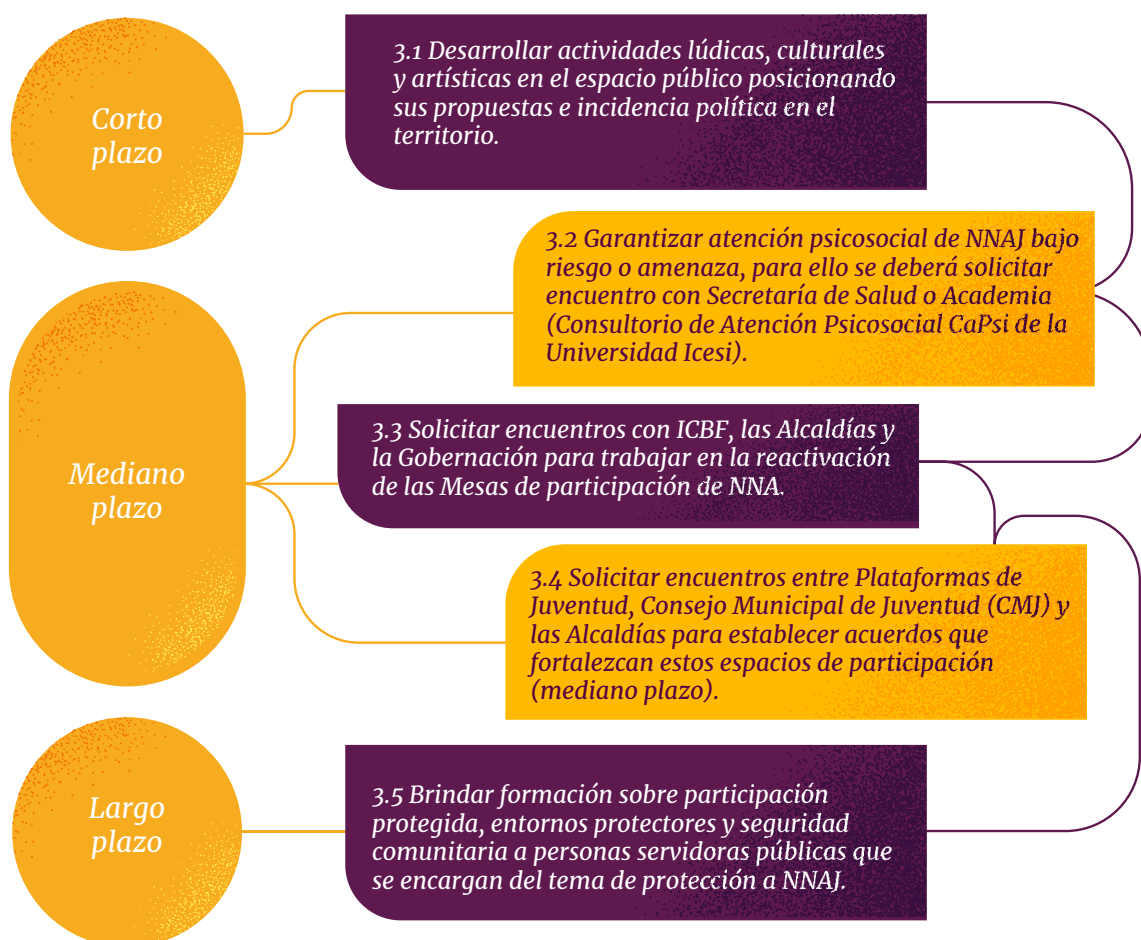 Corto
plazo
3.1 Desarrollar actividades lúdicas, culturales
y artísticas en el espacio público posicionando
sus propuestas e incidencia política en el
territorio.
3.2 Garantizar atención psicosocial de NNAJ bajo
riesgo o amenaza, para ello se deberá solicitar
encuentro con Secretaría de Salud o Academia
(Consultorio de Atención Psicosocial CaPsi de la
Universidad Icesi).
Mediano
plazo
3.3 Solicitar encuentros con ICBF, las Alcaldías y
la Gobernación para trabajar en la reactivación
de las Mesas de participación de NNA.
3.4 Solicitar encuentros entre Plataformas de
Juventud, Consejo Municipal de Juventud (CMJ) y
las Alcaldías para establecer acuerdos que
fortalezcan estos espacios de participación
(mediano plazo).
Largo
plazo
3.5 Brindar formación sobre participación
protegida, entornos protectores y seguridad
comunitaria a personas servidoras públicas que
se encargan del tema de protección a NNAJ.